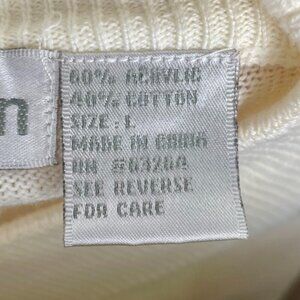 n
60% ACRYLIC
40% COTTON
SIZE : L
MADE IN CHINA
SEE REVERSE
FOR CARE